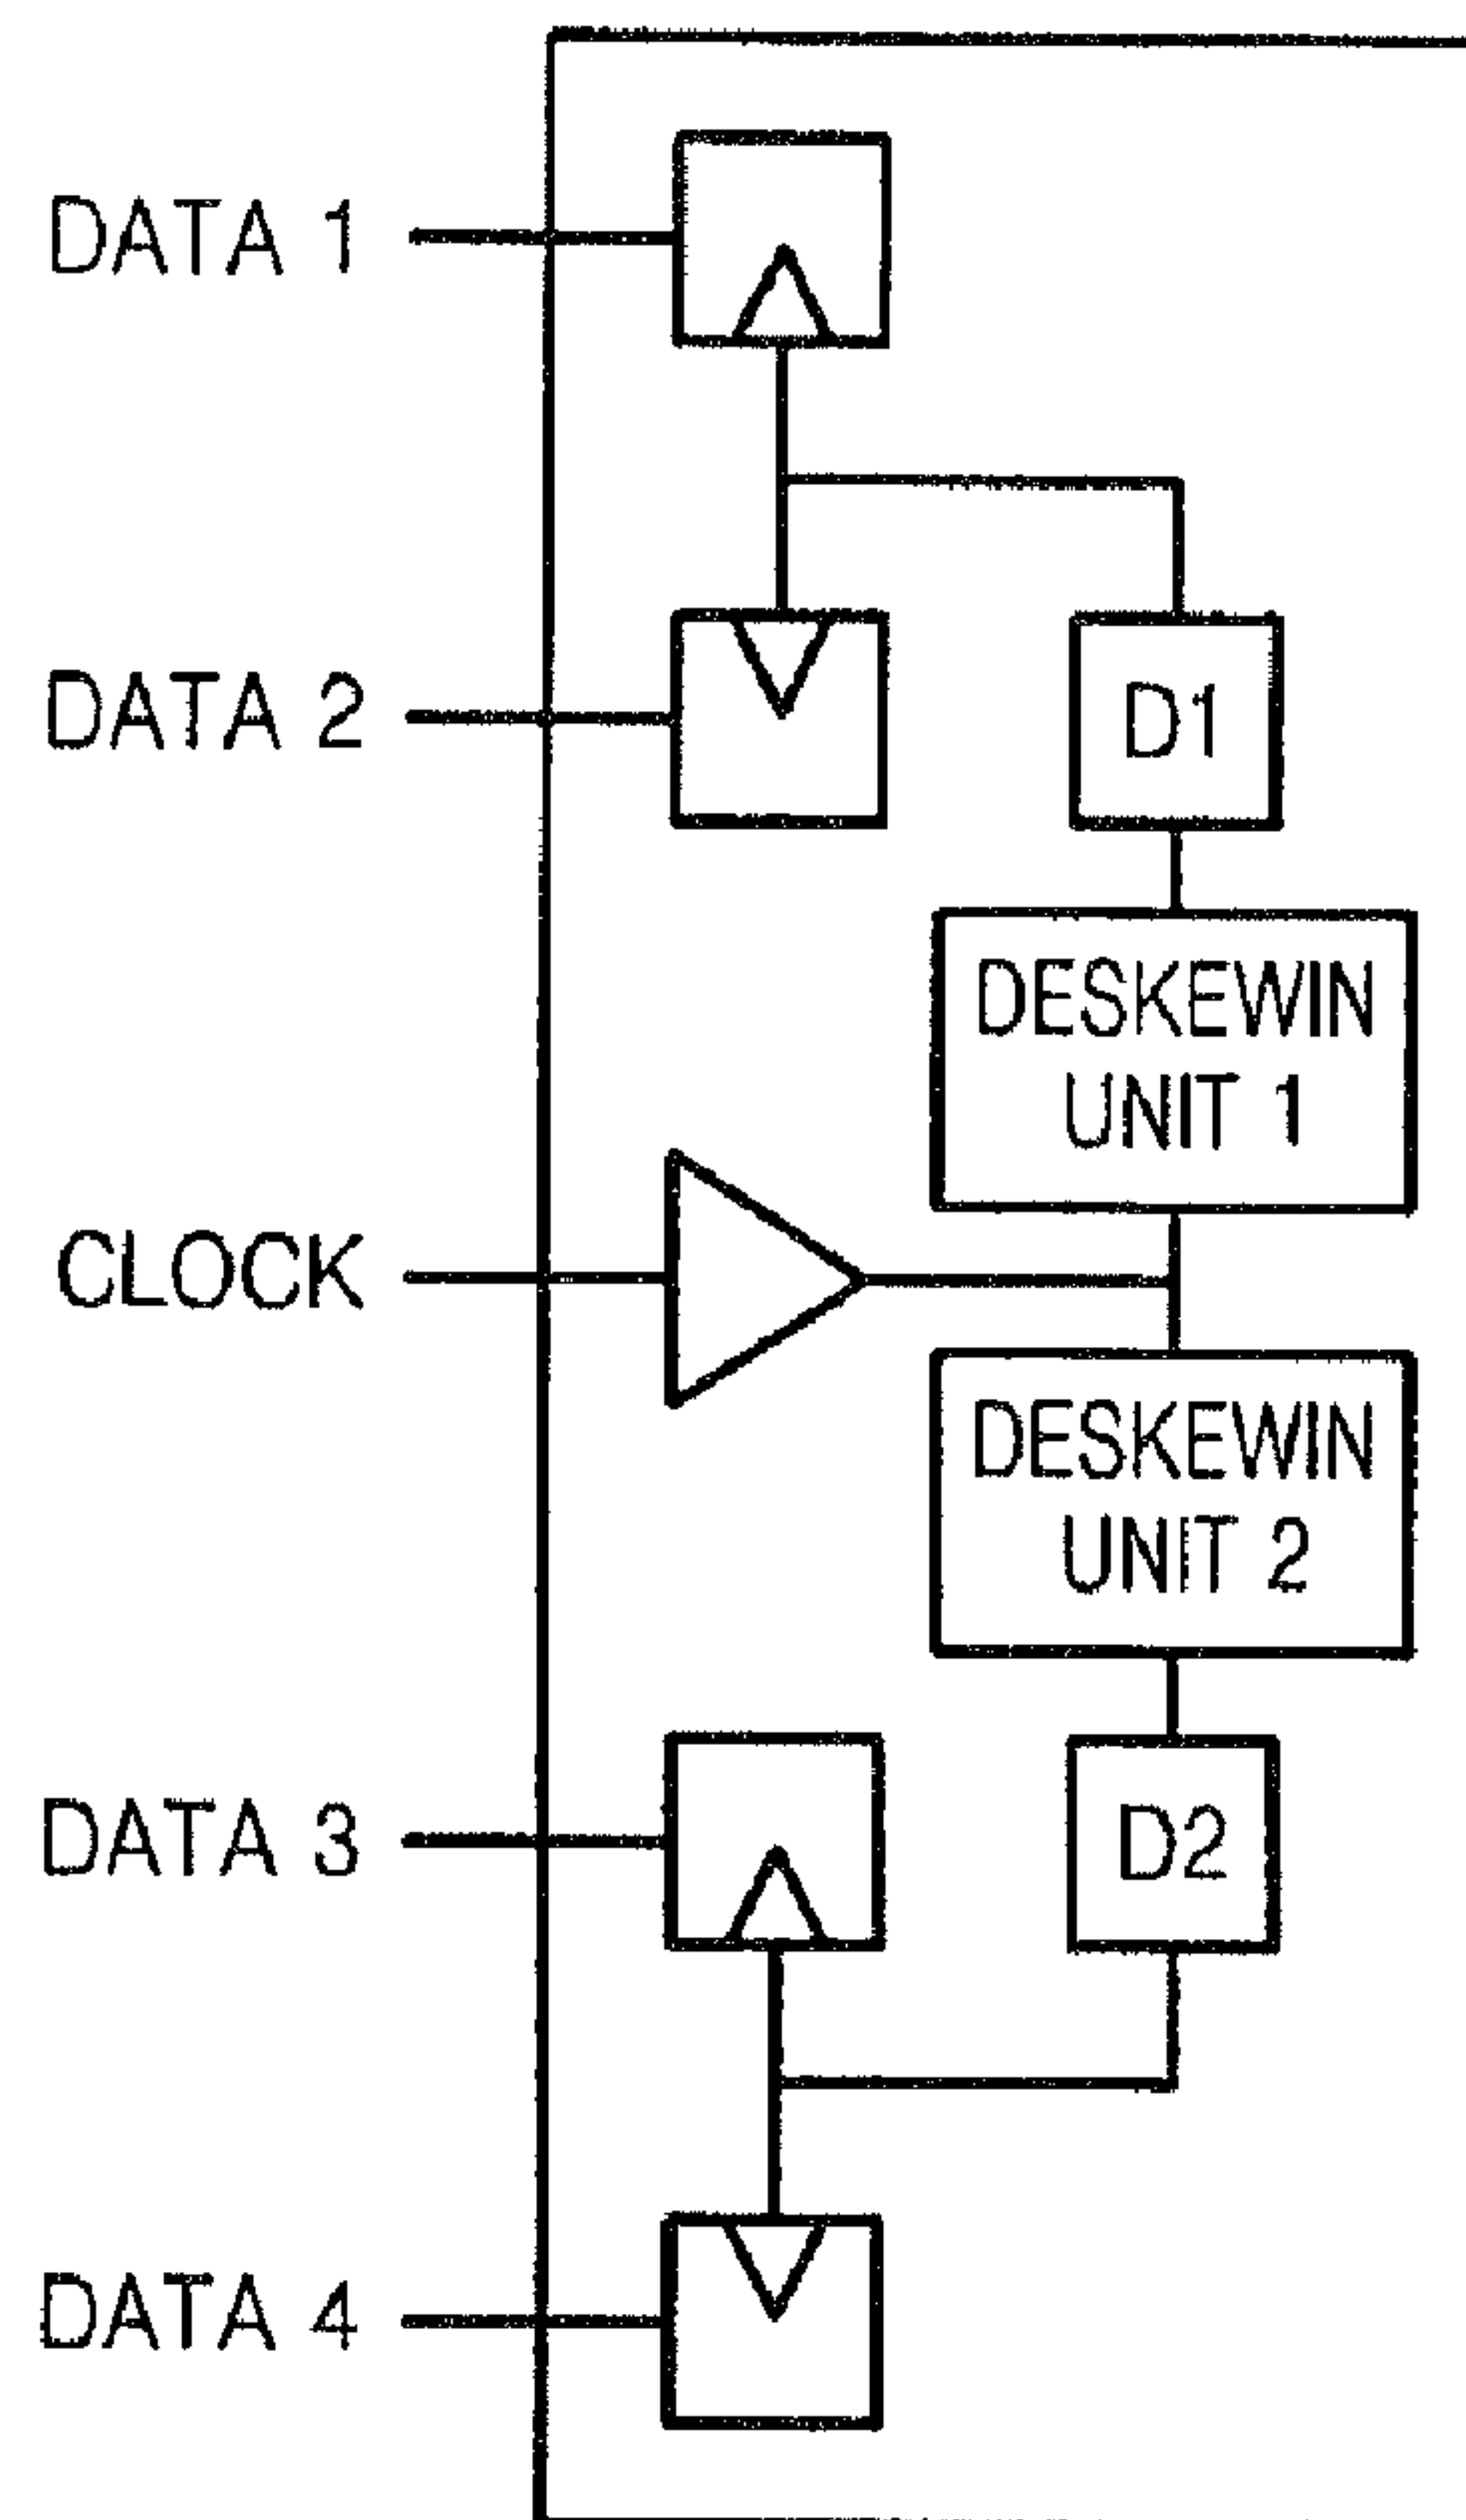 DATA 1
DATA 2
D1
DESKEWIN
UNIT 1
CLOCK
DESKEWIN
UNIT 2
DATA 3
D2
DATA 4